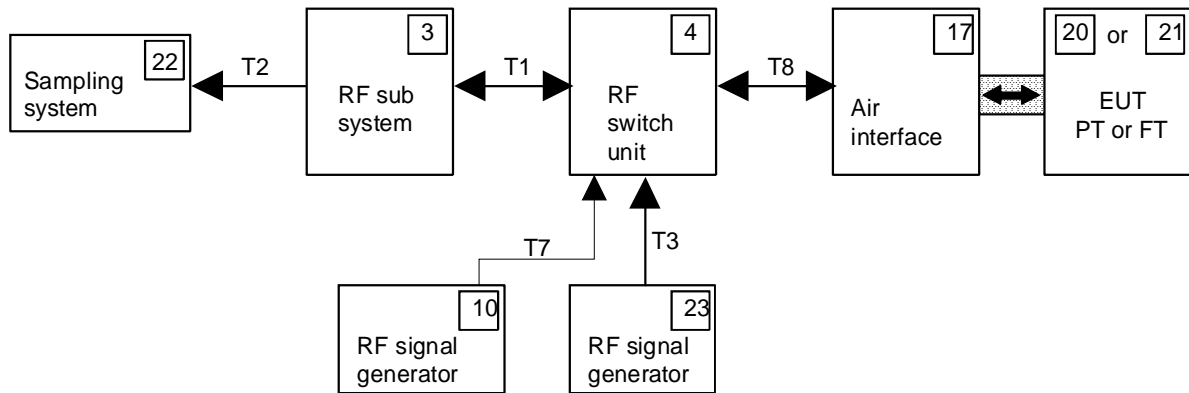 22
Sampling
system
T2
3
RF sub
system
T1
4
RF
switch
unit
T8
17
Air
interface
20 or 21
EUT
PT or FT
T7
T3
10
RF signal
generator
23
RF signal
generator